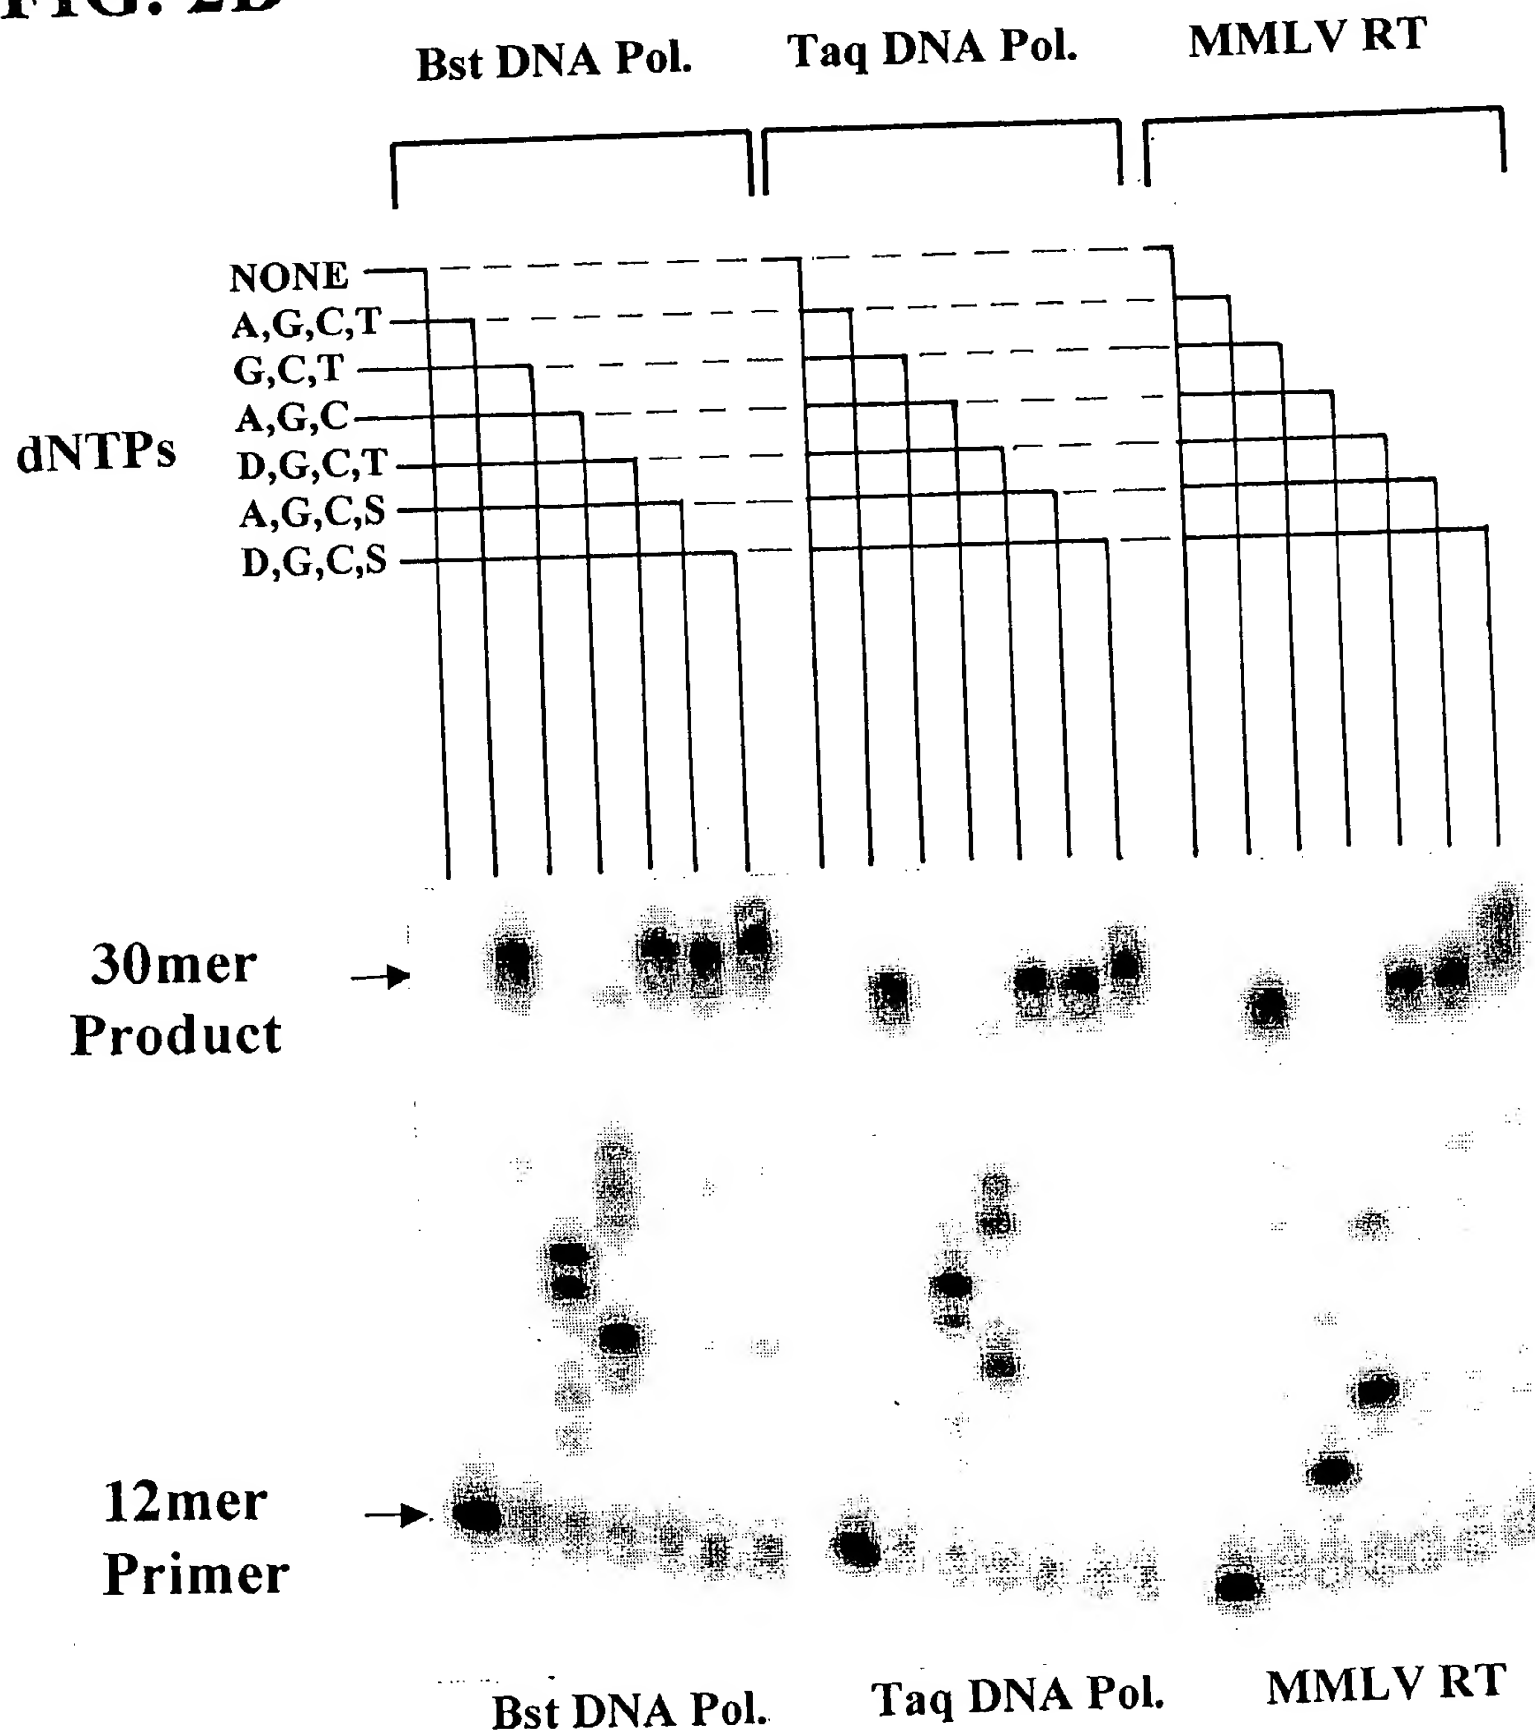 Bst DNA Pol. Taq DNA Pol. MMLV RT
NONE
A,G,C,T
G,C,T
A,G,C
dNTPs
D,G,C,T
A,G,C,S
D,G,C,S
30mer
Product
12mer
Primer
Bst DNA Pol. Taq DNA Pol. MMLV RT